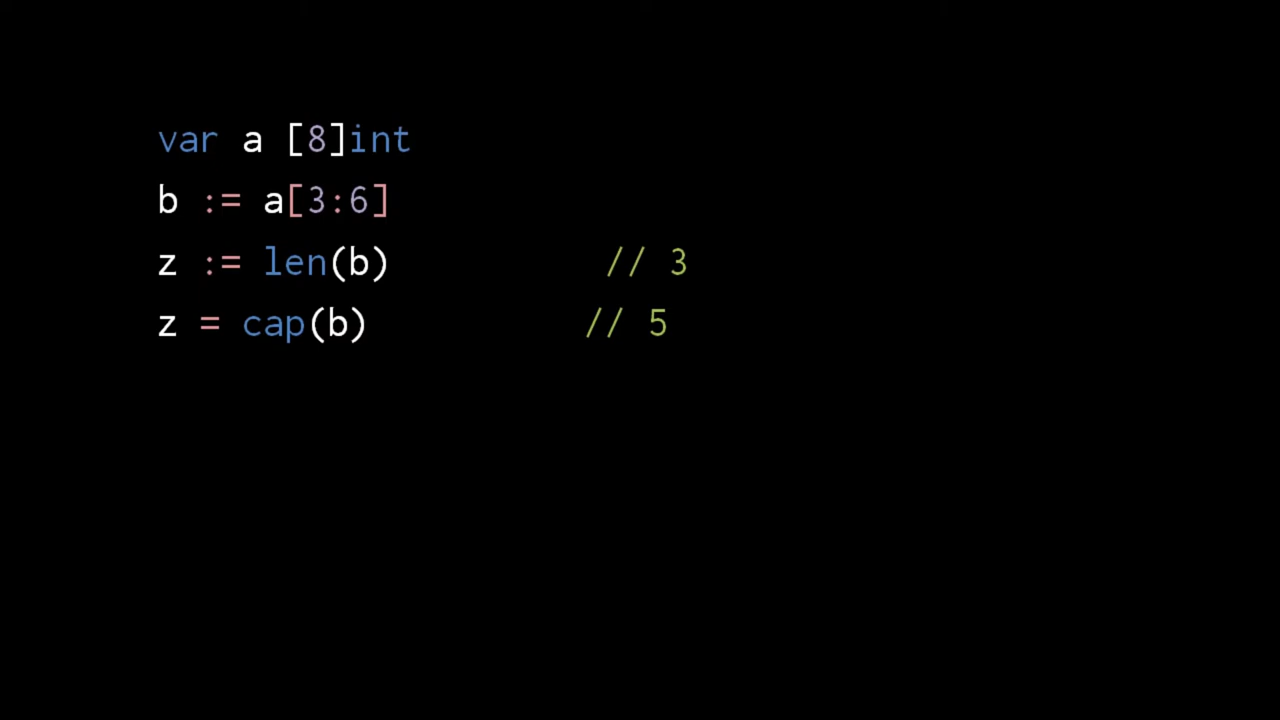 var a [8]int
b := a[3:6]
z := len(b) // 3
z = cap(b) // 5